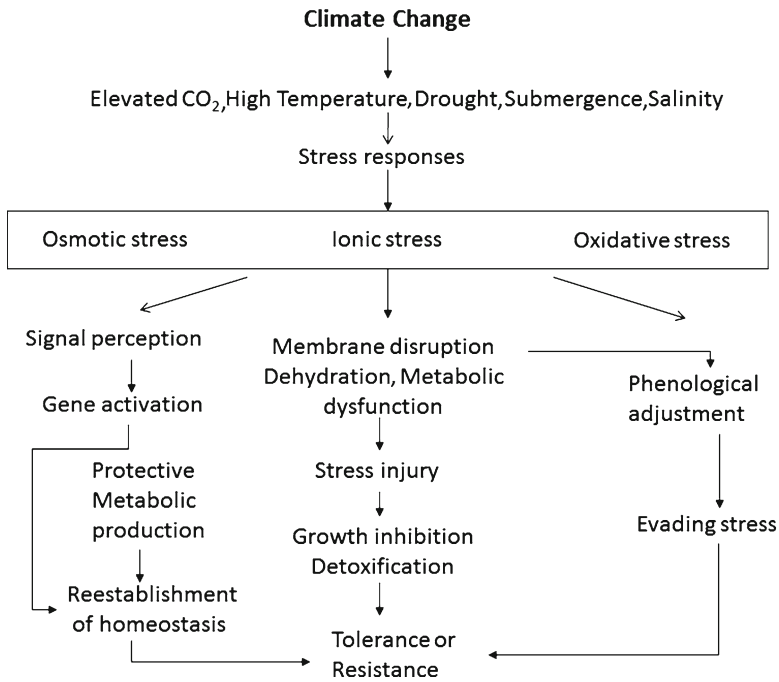 Climate Change
Elevated CO₂,High Temperature,Drought,Submergence,Salinity
Stress responses
Osmotic stress
Ionic stress
Oxidative stress
Signal perception
Gene activation
Protective
Metabolic
production
Reestablishment
of homeostasis
Membrane disruption
Dehydration, Metabolic
dysfunction
Stress injury
Growth inhibition
Detoxification
Tolerance or
Resistance
Phenological
adjustment
Evading stress